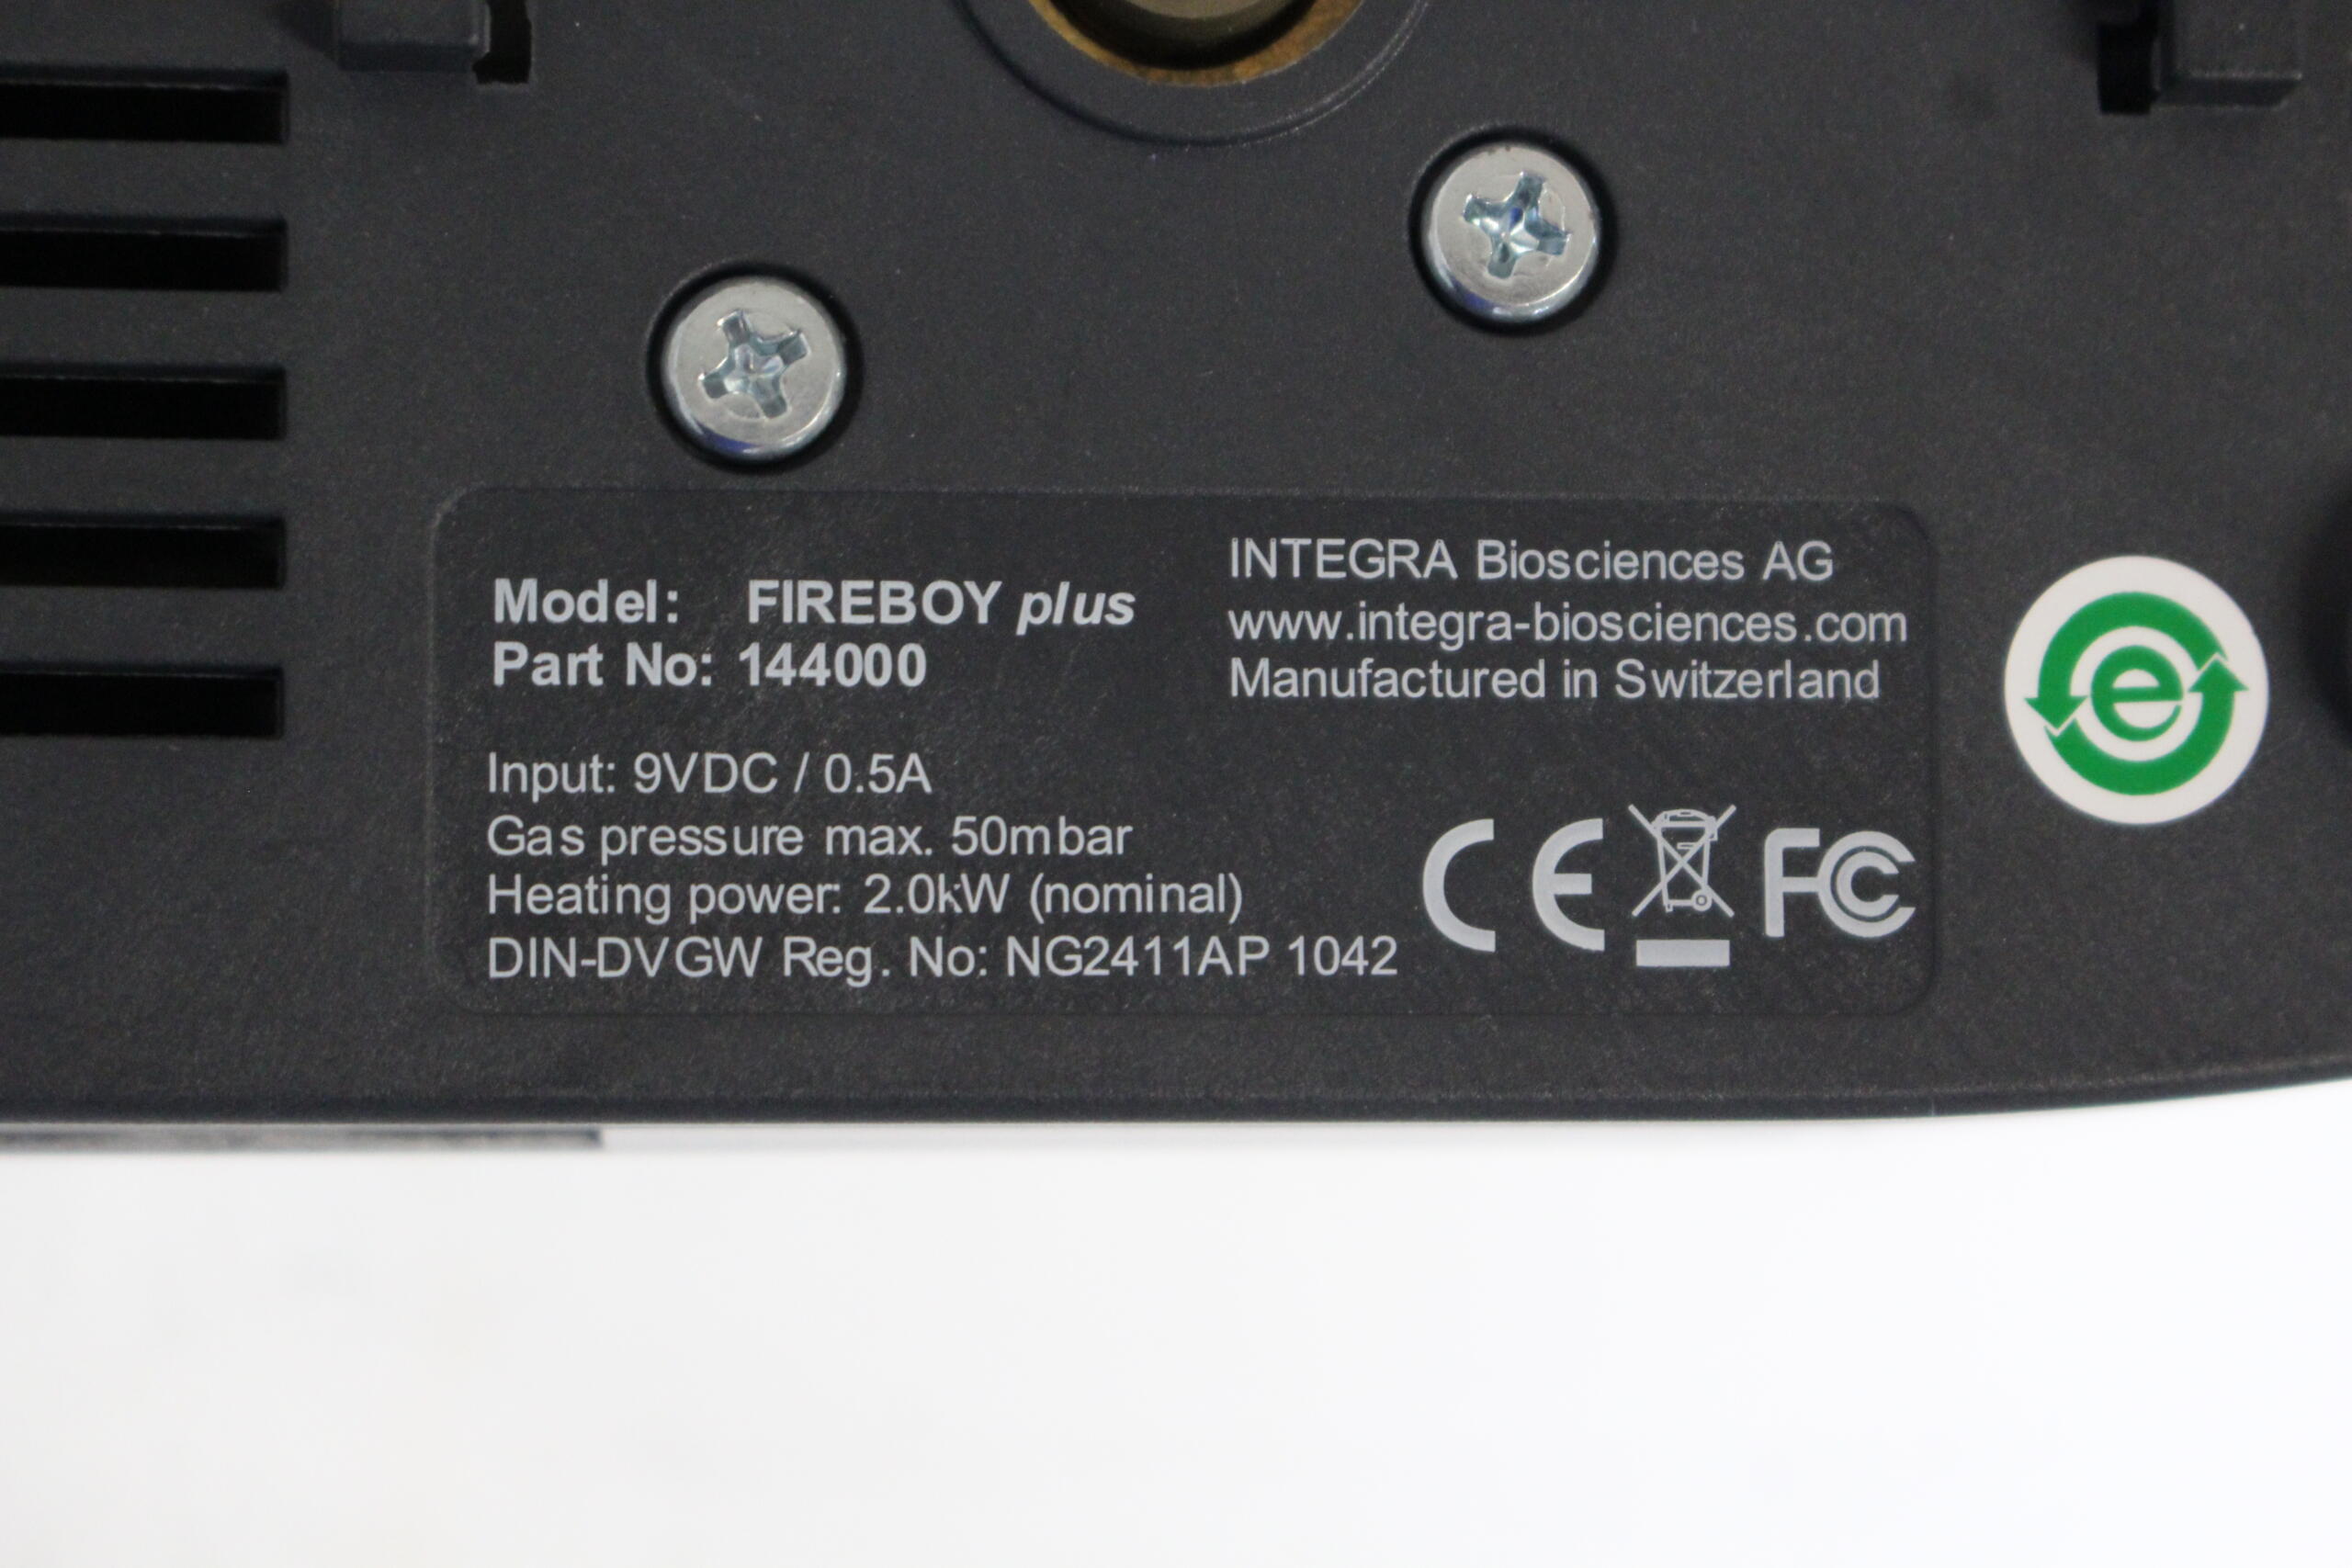 Model: FIREBOY plus
Part No: 144000
INTEGRA Biosciences AG
www.integra-biosciences.com
Manufactured in Switzerland
Input: 9VDC / 0.5A
Gas pressure max. 50mbar
Heating power: 2.0kW (nominal)
DIN-DVGW Reg. No: NG2411AP 1042
CE FC
e